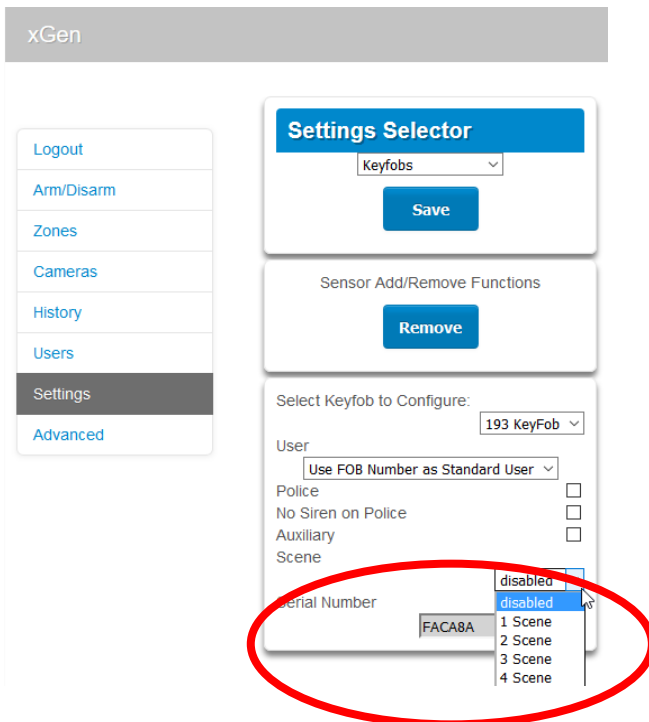 xGen
Logout
Arm/Disarm
Zones
Cameras
History
Users
Settings
Advanced
Settings Selector
Keyfobs
Save
Sensor Add/Remove Functions
Remove
Select Keyfob to Configure:
193 KeyFob
User
Use FOB Number as Standard User
Police
No Siren on Police
Auxiliary
Scene
disabled
Serial Number
FACA8A
disabled
1 Scene
2 Scene
3 Scene
4 Scene